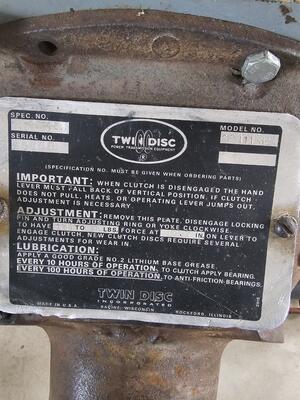 SPEC. NO.
SERIAL NO.
MODEL NO.
TWIN DISC
POWER TRANSMISSION EQUIPMENT
®
(SPECIFICATION NO. MUST BE GIVEN WHEN ORDERING PARTS)
IMPORTANT: WHEN CLUTCH IS DISENGAGED THE HAND
LEVER MUST FALL BACK OF VERTICAL POSITION, IF CLUTCH
DOES NOT PULL, HEATS, OR OPERATING LEVER JUMPS OUT,
ADJUSTMENT IS NECESSARY.
ADJUSTMENT: REMOVE THIS PLATE, DISENGAGE LOCKING
PIN AND TURN ADJUSTING RING OR YOKE CLOCKWISE.
TO HAVE TO LBS. FORCE AT IN. ON LEVER TO
ENGAGE CLUTCH. NEW CLUTCH DISCS REQUIRE SEVERAL
ADJUSTMENTS FOR WEAR IN.
LUBRICATION:
APPLY A GOOD GRADE NO. 2 LITHIUM BASE GREASE
EVERY 10 HOURS OF OPERATION, TO CLUTCH APPLY BEARING.
EVERY 100 HOURS OF OPERATION, TO ANTI-FRICTION-BEARINGS.
TWIN DISC
INCORPORATED
MADE IN U.S.A. RACINE, WISCONSIN ROCKFORD, ILLINOIS